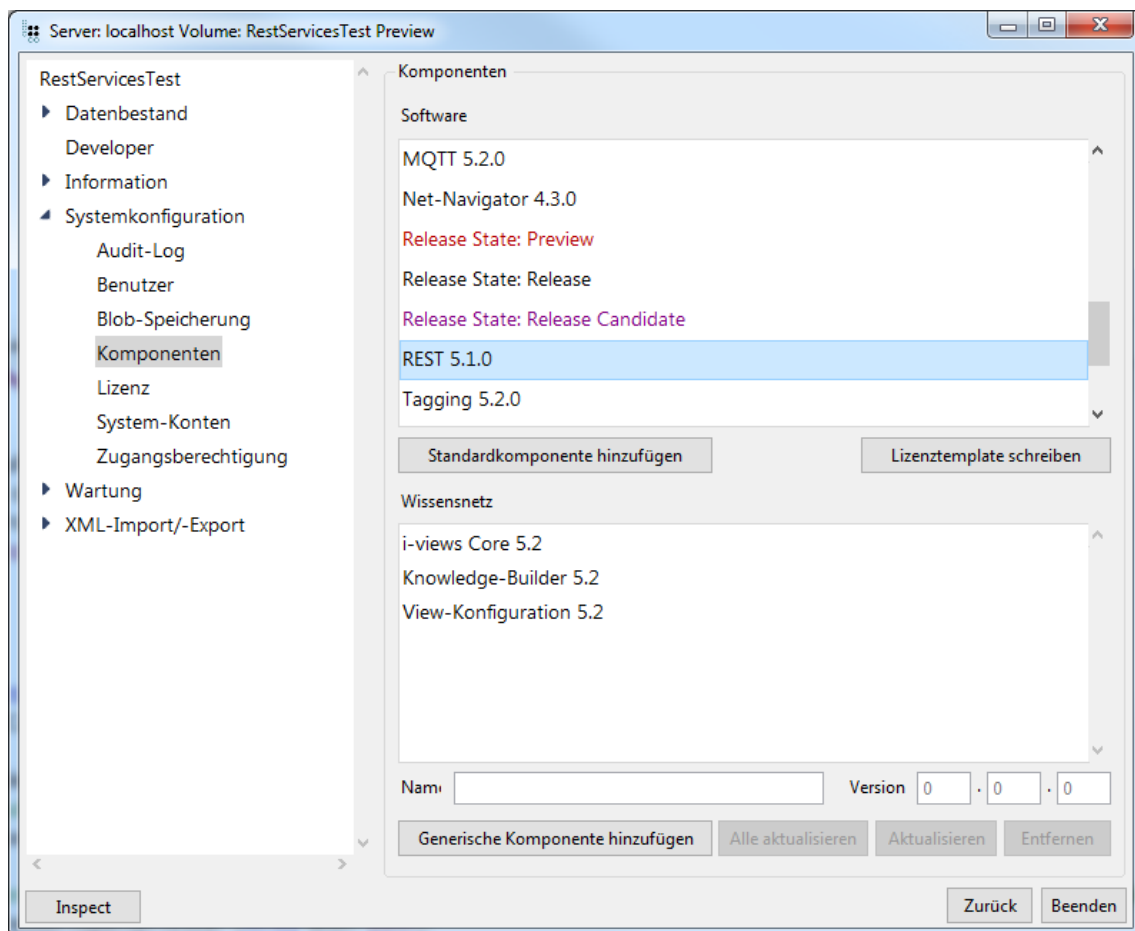 Server: localhost Volume: RestServicesTest Preview
RestServicesTest
Datenbestand
Developer
Information
Systemkonfiguration
Audit-Log
Benutzer
Blob-Speicherung
Komponenten
Lizenz
System-Konten
Zugangsberechtigung
Wartung
XML-Import/-Export
Komponenten
Software
MQTT 5.2.0
Net-Navigator 4.3.0
Release State: Preview
Release State: Release
Release State: Release Candidate
REST 5.1.0
Tagging 5.2.0
Standardkomponente hinzufügen Lizenztemplate schreiben
Wissensnetz
i-views Core 5.2
Knowledge-Builder 5.2
View-Konfiguration 5.2
Name Version 0 . 0 . 0
Generische Komponente hinzufügen Alle aktualisieren Aktualisieren Entfernen
Inspect Zurück Beenden